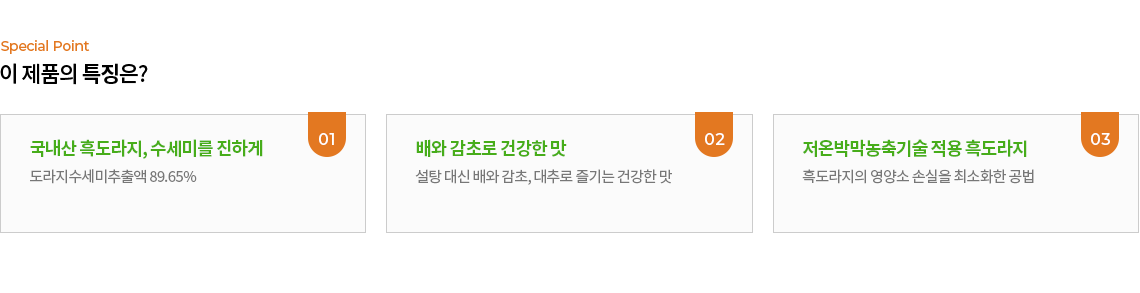 Special Point
이 제품의 특징은?
01
국내산 흑도라지, 수세미를 진하게
도라지수세미추출액 89.65%
02
배와 감초로 건강한 맛
설탕 대신 배와 감초, 대추로 즐기는 건강한 맛
03
저온박막농축기술 적용 흑도라지
흑도라지의 영양소 손실을 최소화한 공법